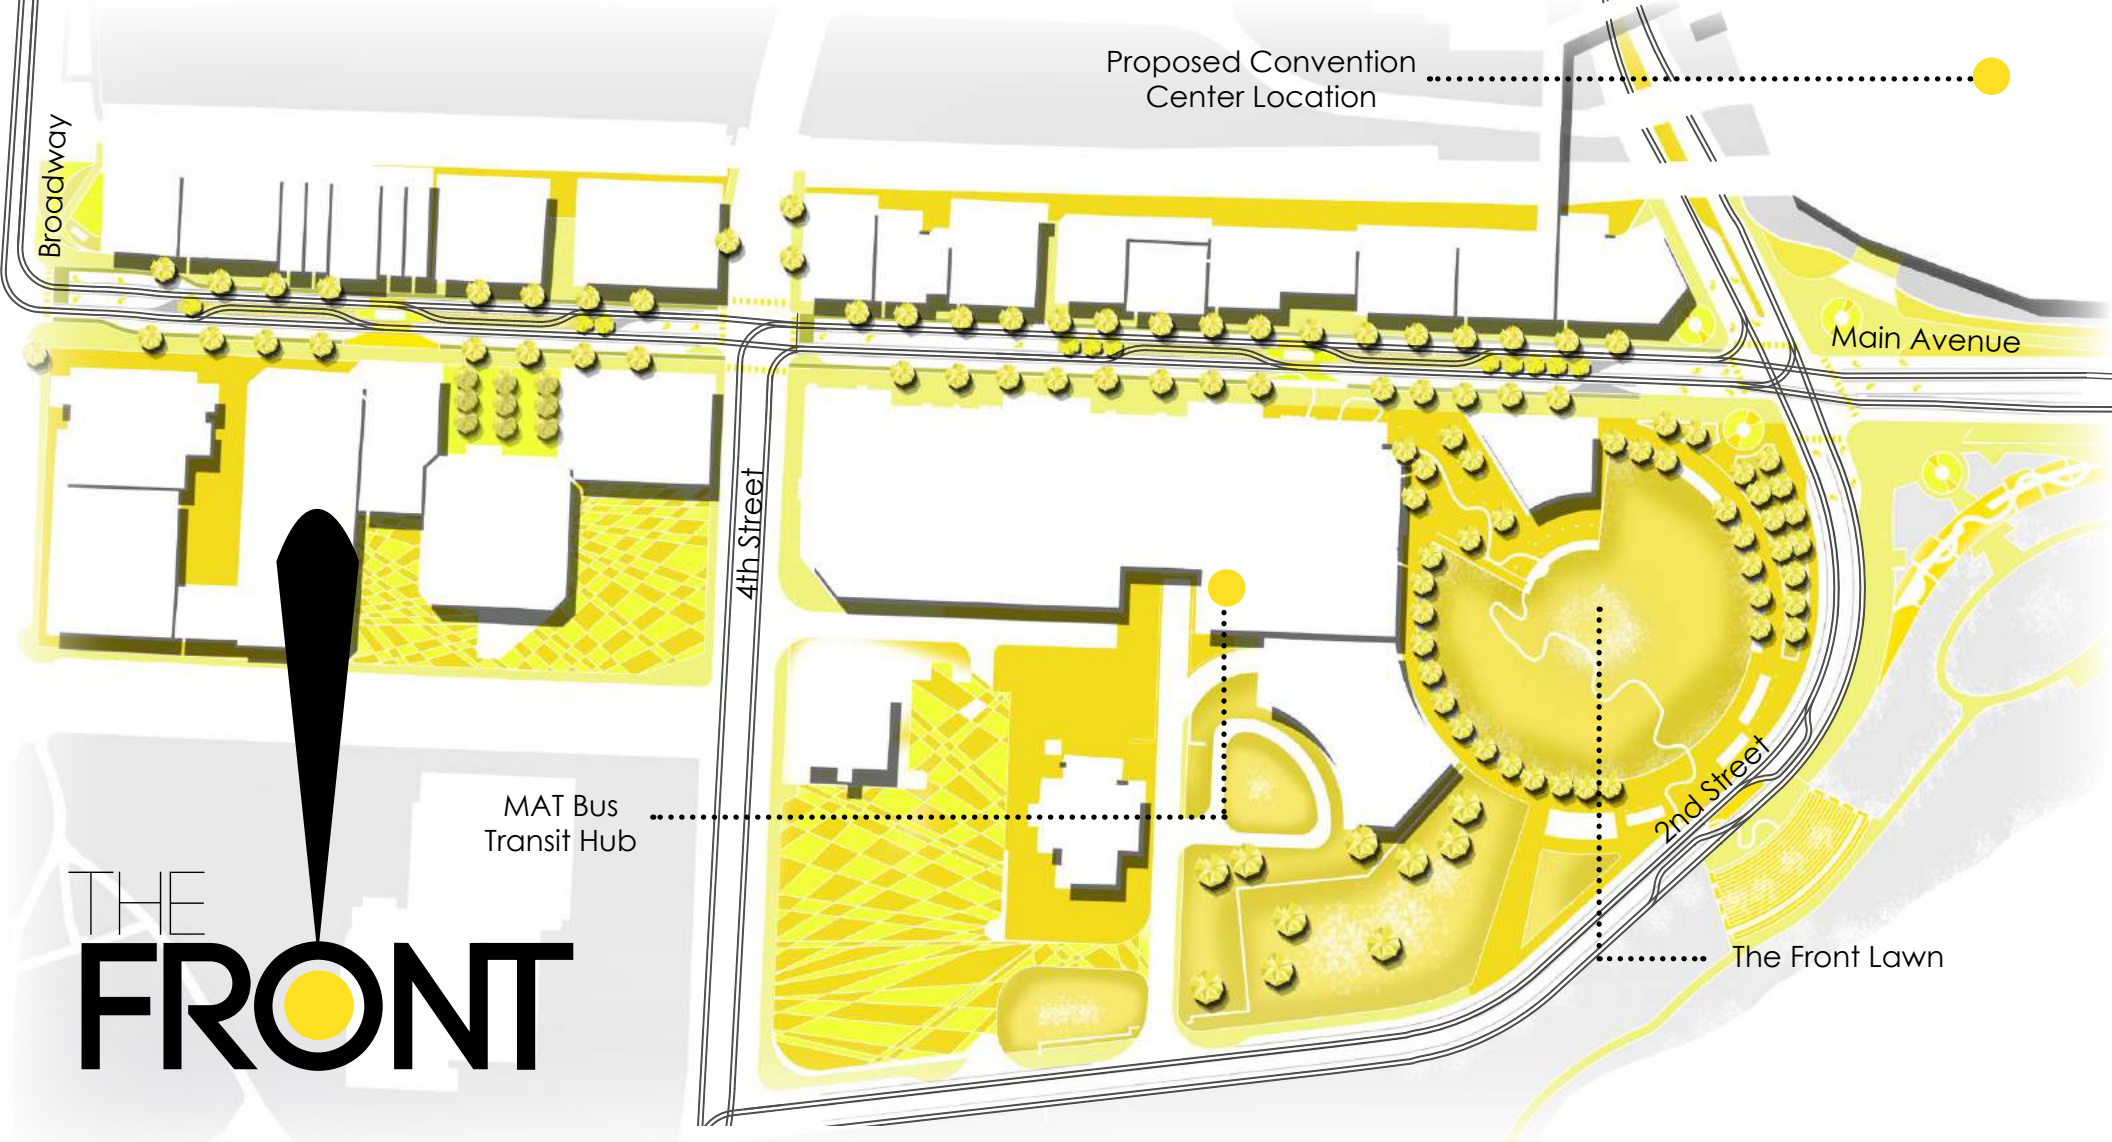 Proposed Convention
Center Location
Broadway
Main Avenue
4th Street
2nd Street
MAT Bus
Transit Hub
THE
FRONT
The Front Lawn